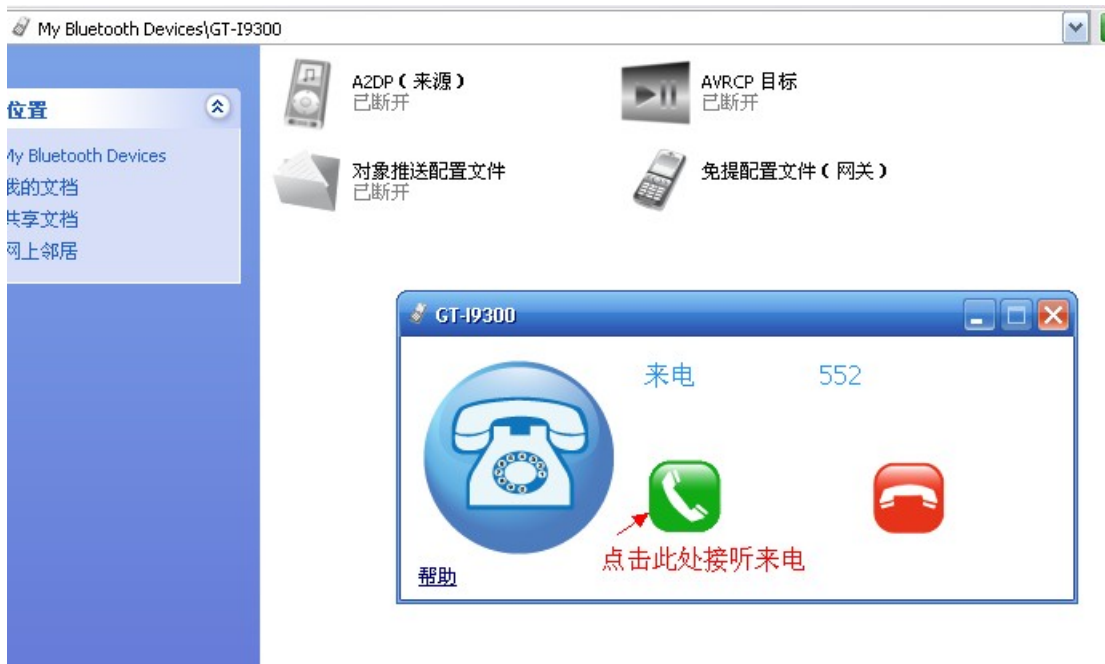 My Bluetooth Devices\GT-I9300
位置
My Bluetooth Devices
我的文档
共享文档
网上邻居
A2DP（来源）
已断开
AVRCP 目标
已断开
对象推送配置文件
已断开
免提配置文件（网关）
GT-I9300
来电 552
点击此处接听来电
帮助